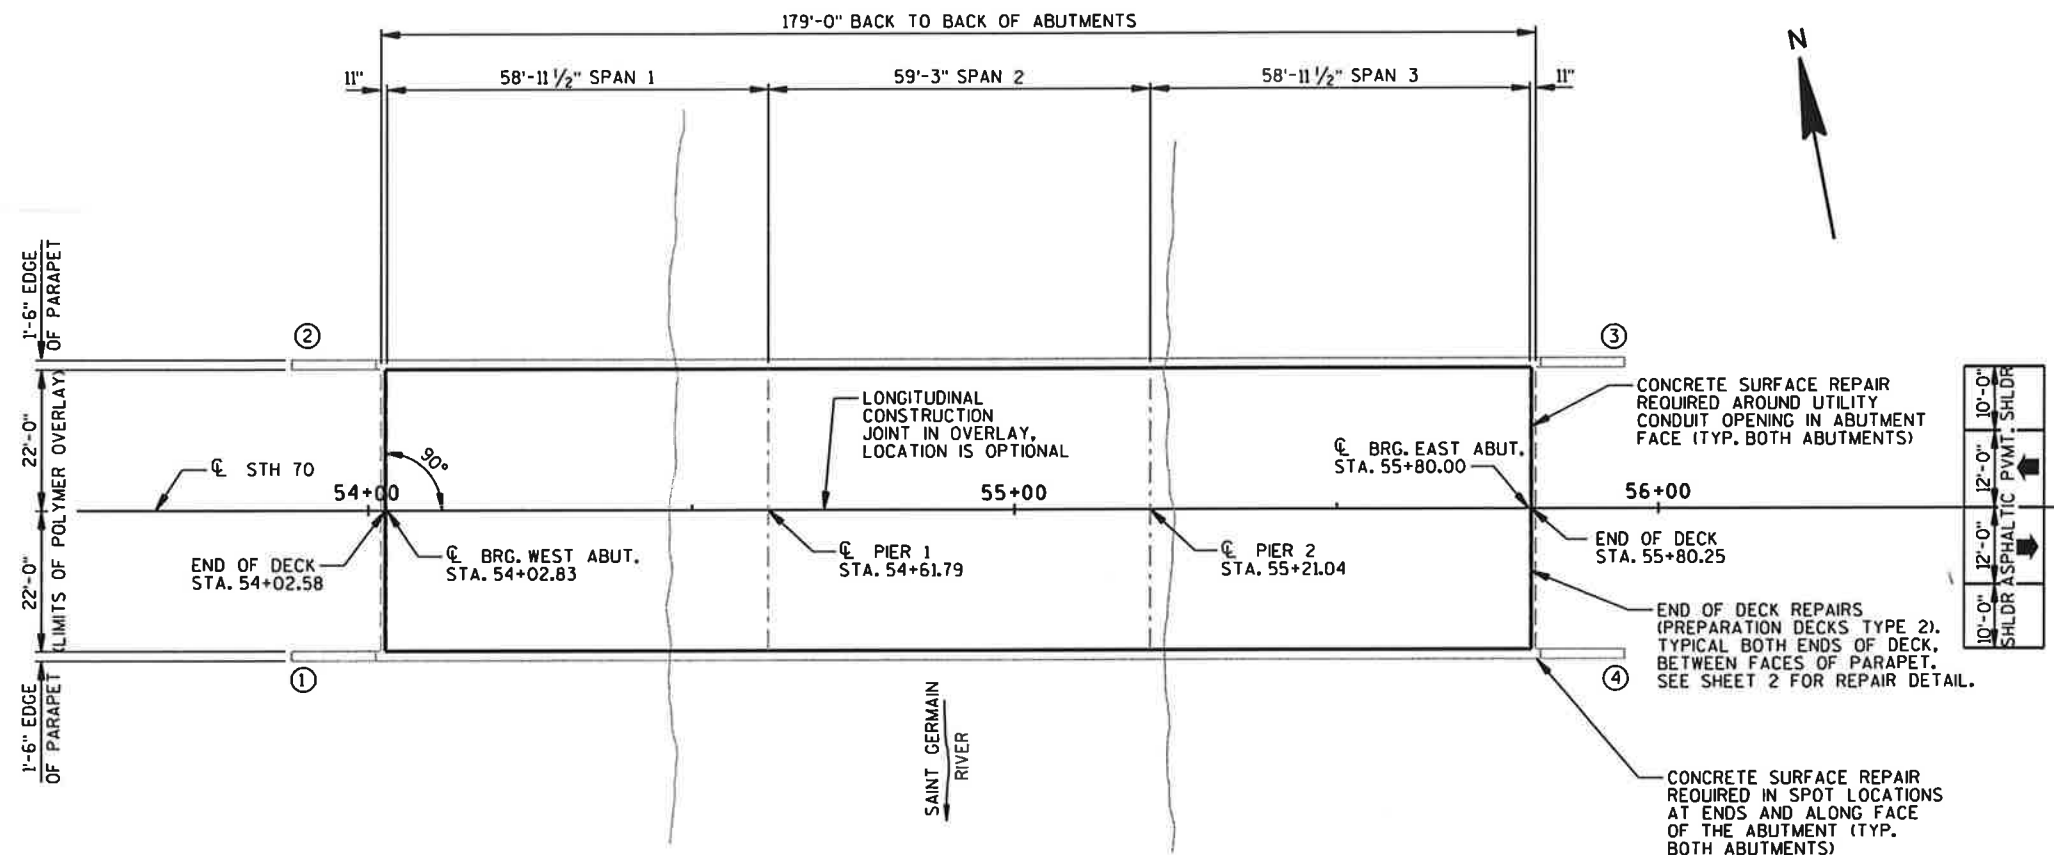 179'-0" BACK TO BACK OF ABUTMENTS
11"
58'-11 1/2" SPAN 1
59'-3" SPAN 2
58'-11 1/2" SPAN 3
11"
N
1'-6" EDGE
OF PARAPET
22'-0"
22'-0"
(LIMITS OF POLYMER OVERLAY)
1'-6" EDGE
OF PARAPET
2
3
1
4
℄ STH 70
90°
54+00
55+00
56+00
LONGITUDINAL
CONSTRUCTION
JOINT IN OVERLAY,
LOCATION IS OPTIONAL
℄ BRG. EAST ABUT.
STA. 55+80.00
CONCRETE SURFACE REPAIR
REQUIRED AROUND UTILITY
CONDUIT OPENING IN ABUTMENT
FACE (TYP. BOTH ABUTMENTS)
END OF DECK
STA. 54+02.58
℄ BRG. WEST ABUT.
STA. 54+02.83
℄ PIER 1
STA. 54+61.79
℄ PIER 2
STA. 55+21.04
END OF DECK
STA. 55+80.25
END OF DECK REPAIRS
(PREPARATION DECKS TYPE 2).
TYPICAL BOTH ENDS OF DECK,
BETWEEN FACES OF PARAPET.
SEE SHEET 2 FOR REPAIR DETAIL.
10'-0"
SHLDR
12'-0"
12'-0"
ASPHALTIC PVMT.
10'-0"
SHLDR
SAINT GERMAIN
RIVER
CONCRETE SURFACE REPAIR
REQUIRED IN SPOT LOCATIONS
AT ENDS AND ALONG FACE
OF THE ABUTMENT (TYP.
BOTH ABUTMENTS)